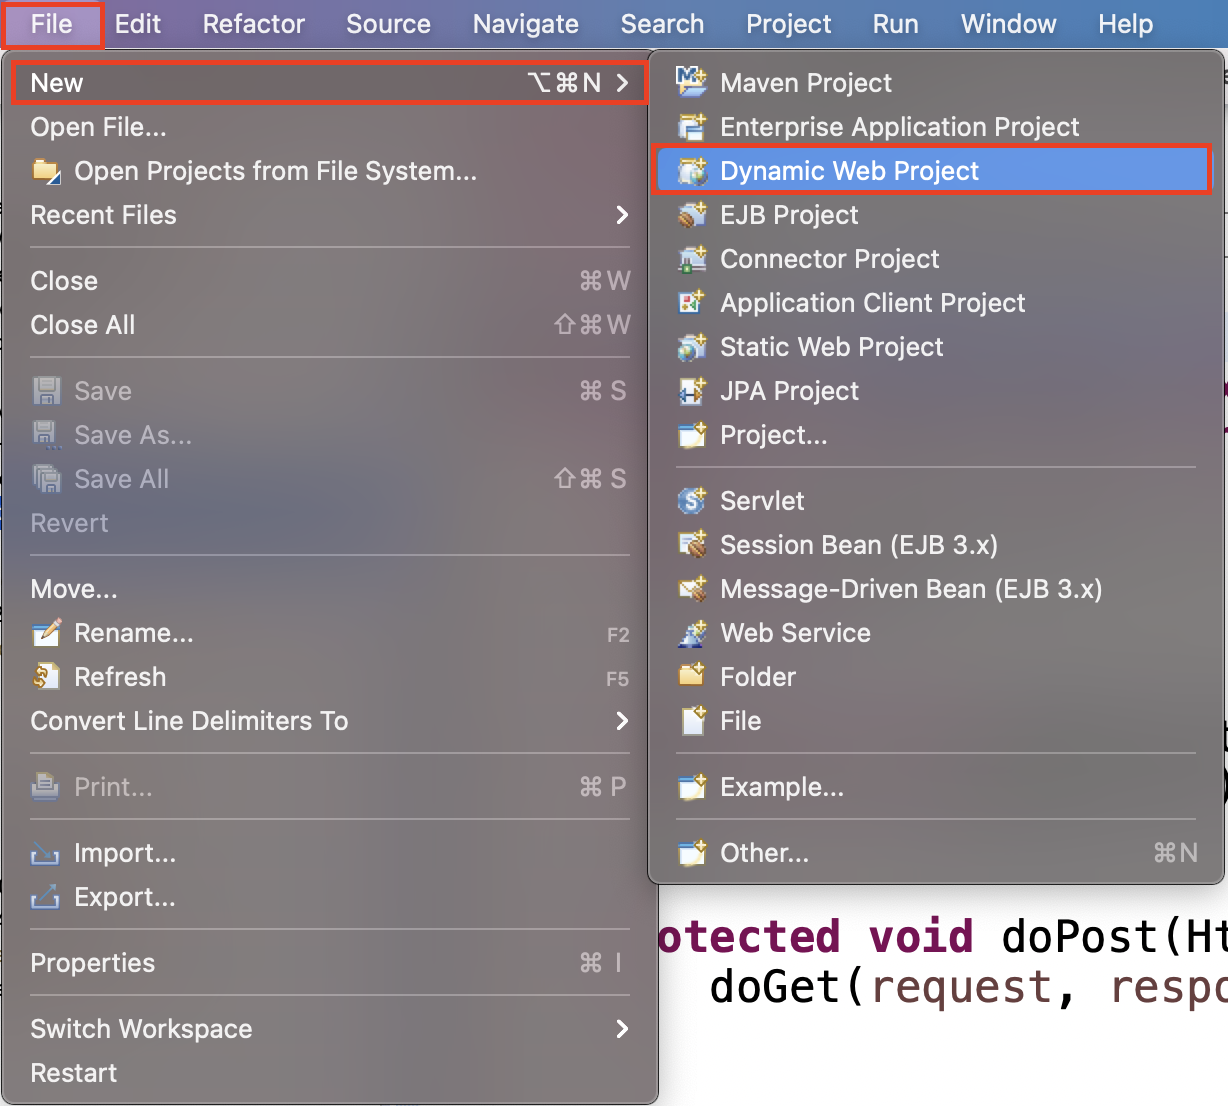 File Edit Refactor Source Navigate Search Project Run Window Help
New ⌥⌘N >
Open File...
Open Projects from File System...
Recent Files >
Close ⌘W
Close All ⇧⌘W
Save ⌘S
Save As...
Save All ⇧⌘S
Revert
Move...
Rename... F2
Refresh F5
Convert Line Delimiters To >
Print... ⌘P
Import...
Export...
Properties ⌘I
Switch Workspace >
Restart
Maven Project
Enterprise Application Project
Dynamic Web Project
EJB Project
Connector Project
Application Client Project
Static Web Project
JPA Project
Project...
Servlet
Session Bean (EJB 3.x)
Message-Driven Bean (EJB 3.x)
Web Service
Folder
File
Example...
Other... ⌘N
otected void doPost(Ht
doGet(request, respo